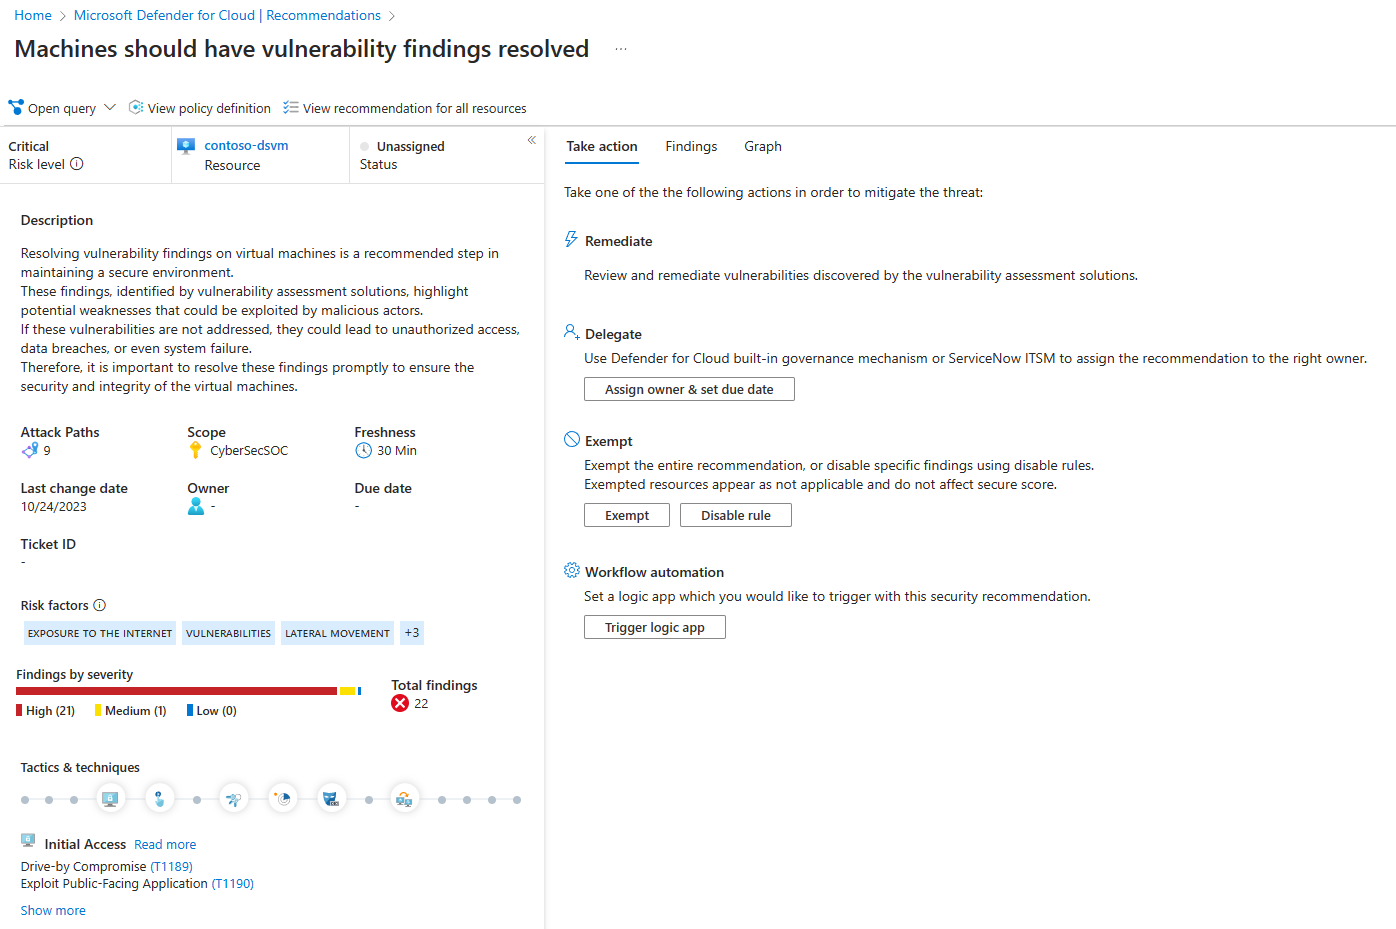 Home > Microsoft Defender for Cloud | Recommendations >
Machines should have vulnerability findings resolved ...
Open query View policy definition View recommendation for all resources
Critical
Risk level
contoso-dsvm
Resource
Unassigned
Status
«
Description
Resolving vulnerability findings on virtual machines is a recommended step in
maintaining a secure environment.
These findings, identified by vulnerability assessment solutions, highlight
potential weaknesses that could be exploited by malicious actors.
If these vulnerabilities are not addressed, they could lead to unauthorized access,
data breaches, or even system failure.
Therefore, it is important to resolve these findings promptly to ensure the
security and integrity of the virtual machines.
Attack Paths
9
Scope
CyberSecSOC
Freshness
30 Min
Last change date
10/24/2023
Owner
-
Due date
-
Ticket ID
-
Risk factors
EXPOSURE TO THE INTERNET VULNERABILITIES LATERAL MOVEMENT +3
Findings by severity
High (21) Medium (1) Low (0)
Total findings
22
Tactics & techniques
Initial Access Read more
Drive-by Compromise (T1189)
Exploit Public-Facing Application (T1190)
Show more
Take action Findings Graph
Take one of the the following actions in order to mitigate the threat:
Remediate
Review and remediate vulnerabilities discovered by the vulnerability assessment solutions.
Delegate
Use Defender for Cloud built-in governance mechanism or ServiceNow ITSM to assign the recommendation to the right owner.
Assign owner & set due date
Exempt
Exempt the entire recommendation, or disable specific findings using disable rules.
Exempted resources appear as not applicable and do not affect secure score.
Exempt Disable rule
Workflow automation
Set a logic app which you would like to trigger with this security recommendation.
Trigger logic app